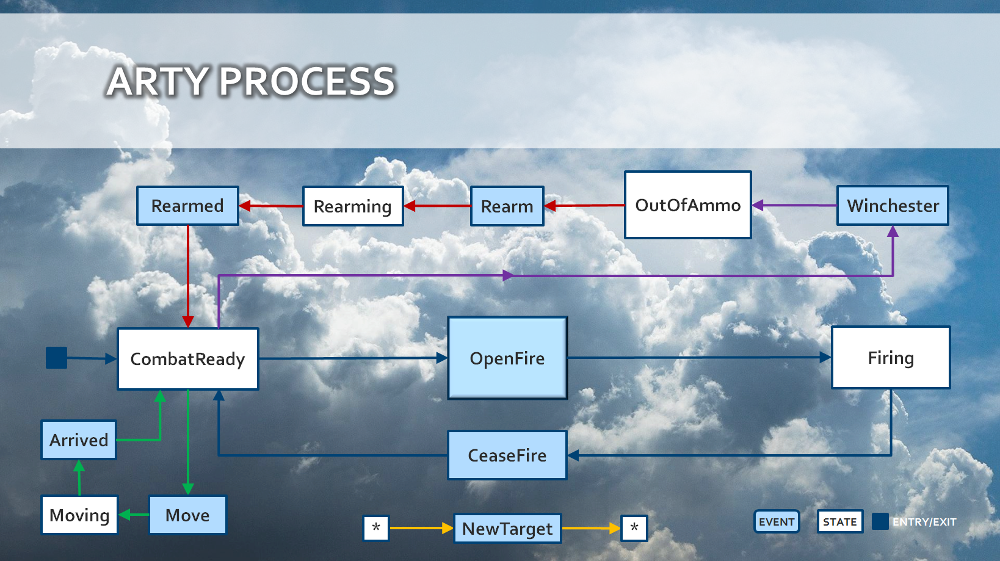 ARTY PROCESS
Rearmed
Rearming
Rearm
OutOfAmmo
Winchester
CombatReady
OpenFire
Firing
Arrived
CeaseFire
Moving
Move
*
NewTarget
*
EVENT
STATE
ENTRY/EXIT